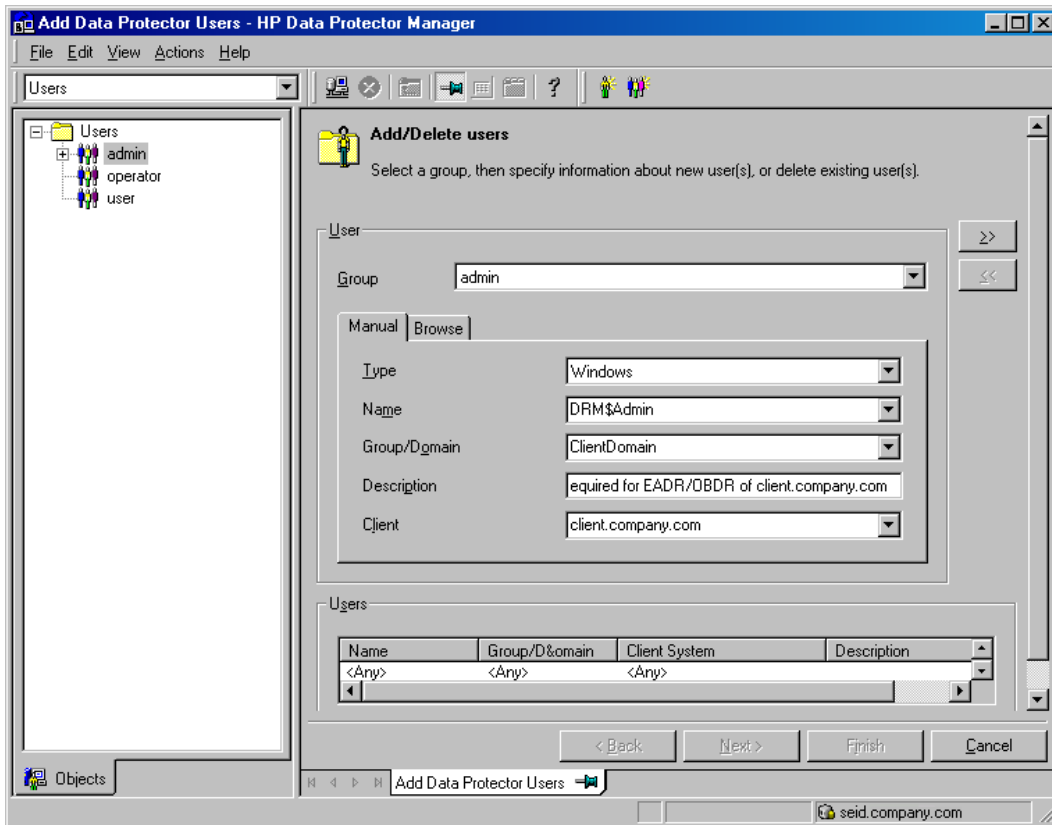 Add Data Protector Users - HP Data Protector Manager
File Edit View Actions Help
Users
?
Users
admin
operator
user
Objects
Add/Delete users
Select a group, then specify information about new user(s), or delete existing user(s).
User
>>
<<
Group admin
Manual Browse
Type Windows
Name DRM$Admin
Group/Domain ClientDomain
Description equired for EADR/OBDR of client.company.com
Client client.company.com
Users
Name Group/D&omain Client System Description
<Any> <Any> <Any>
< Back Next > Finish Cancel
Add Data Protector Users
seid.company.com